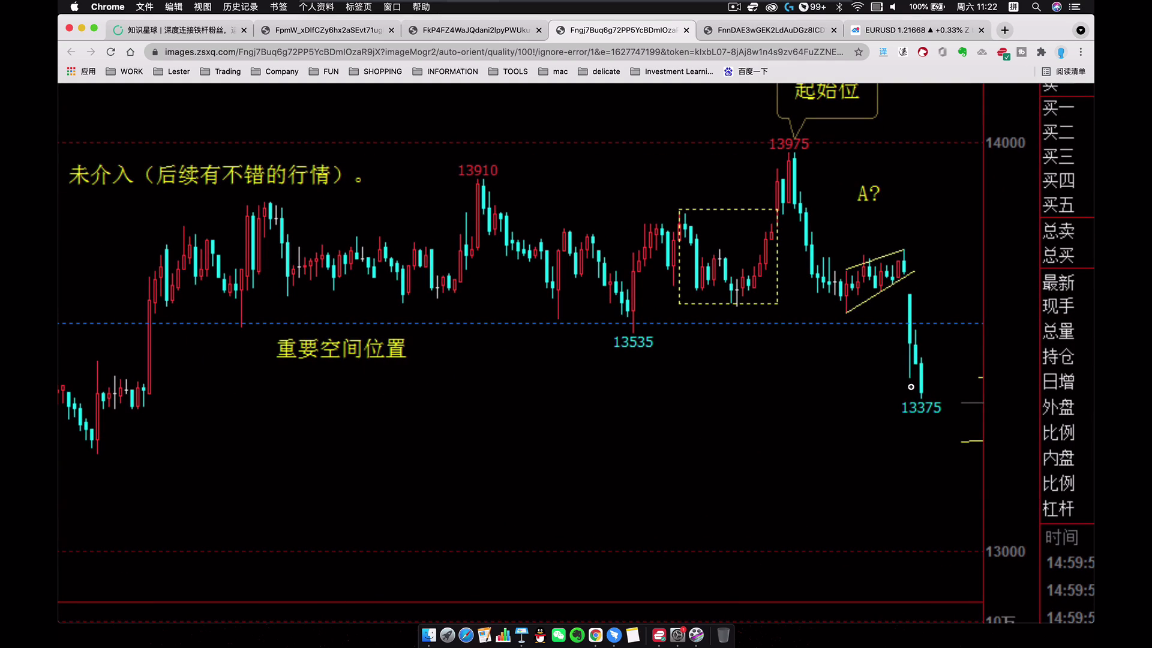 Chrome 文件 编辑 视图 历史记录 书签 个人资料 标签页 窗口 帮助 99+ 100% 周六 11:22
知识星球 | 深度连接铁杆粉丝,
FpmW_xDlfCZy6hx2aSEvt71ug
FkP4FZ4WaJQdani2lpyPWUku
Fngj7Buq6g72PP5YcBDmIOzaR
FnnDAE3wGEK2LdAuDGz8ICD
EURUSD 1.21668 ▲ +0.33% Z
images.zsxq.com/Fngj7Buq6g72PP5YcBDmIOzaR9jX?imageMogr2/auto-orient/quality/100!/ignore-error/1&e=1627747199&token=kIxbL07-8jAj8w1n4s9zv64FuZZNE...
应用 WORK Lester Trading Company FUN SHOPPING INFORMATION TOOLS mac delicate Investment Learni... 百度一下 阅读清单
起始位
13975
14000
未介入（后续有不错的行情）。
13910
A?
重要空间位置
13535
13375
13000
买一
买二
买三
买四
买五
总卖
总买
最新
现手
总量
持仓
日增
外盘
比例
内盘
比例
杠杆
时间
14:59:5
14:59:5
14:59:5